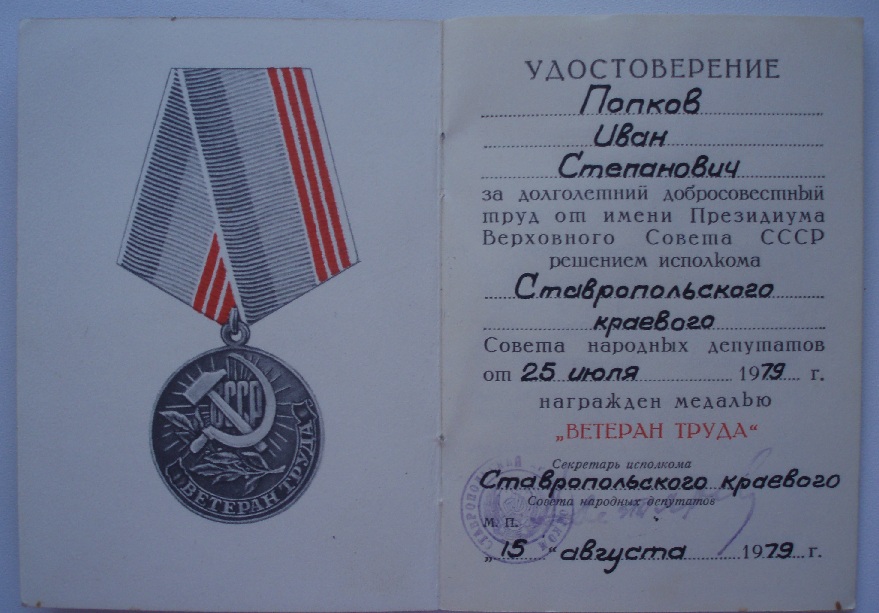 СССР
ВЕТЕРАН ТРУДА
УДОСТОВЕРЕНИЕ
Попков
Иван
Степанович
за долголетний добросовестный
труд от имени Президиума
Верховного Совета СССР
решением исполкома
Ставропольского
краевого
Совета народных депутатов
от 25 июля 1979 г.
награжден медалью
„ВЕТЕРАН ТРУДА“
Секретарь исполкома
Ставропольского краевого
Совета народных депутатов
М. П.
„15“ августа 1979 г.